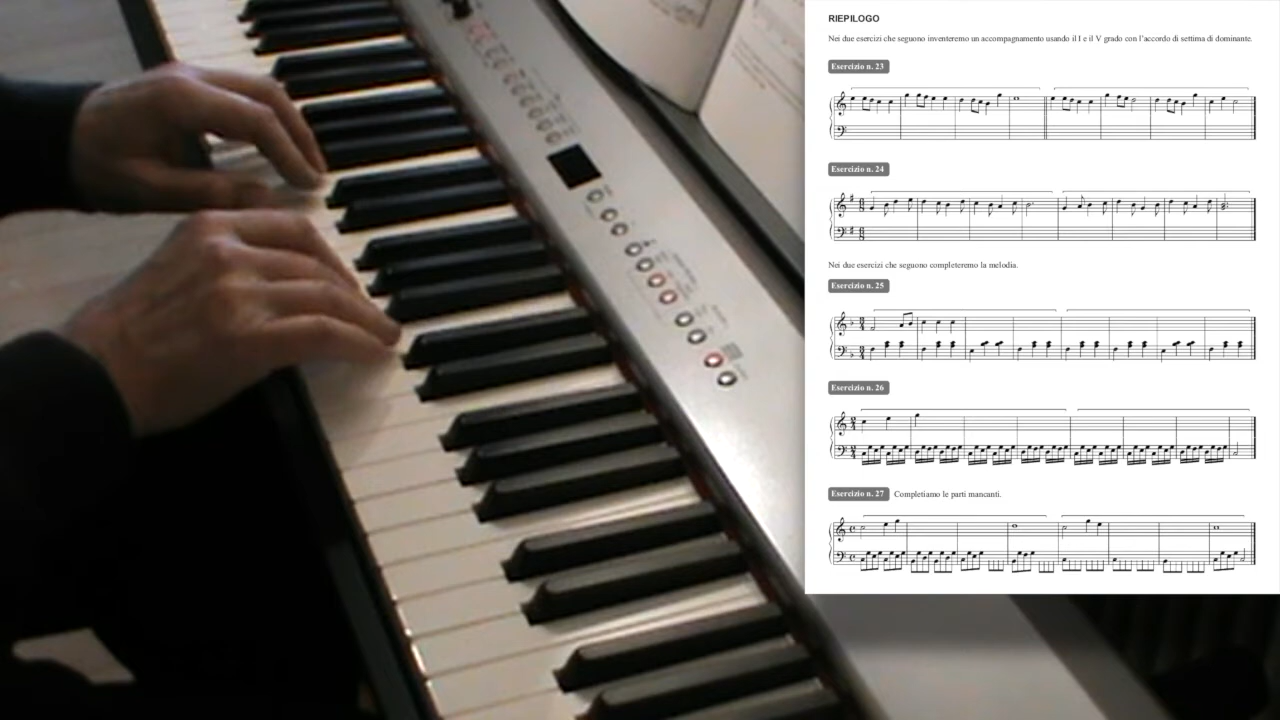 RIEPILOGO
Nei due esercizi che seguono inventeremo un accompagnamento usando il I e il V grado con l'accordo di settima di dominante.
Esercizio n. 23
Esercizio n. 24
Nei due esercizi che seguono completeremo la melodia.
Esercizio n. 25
Esercizio n. 26
Esercizio n. 27 Completiamo le parti mancanti.